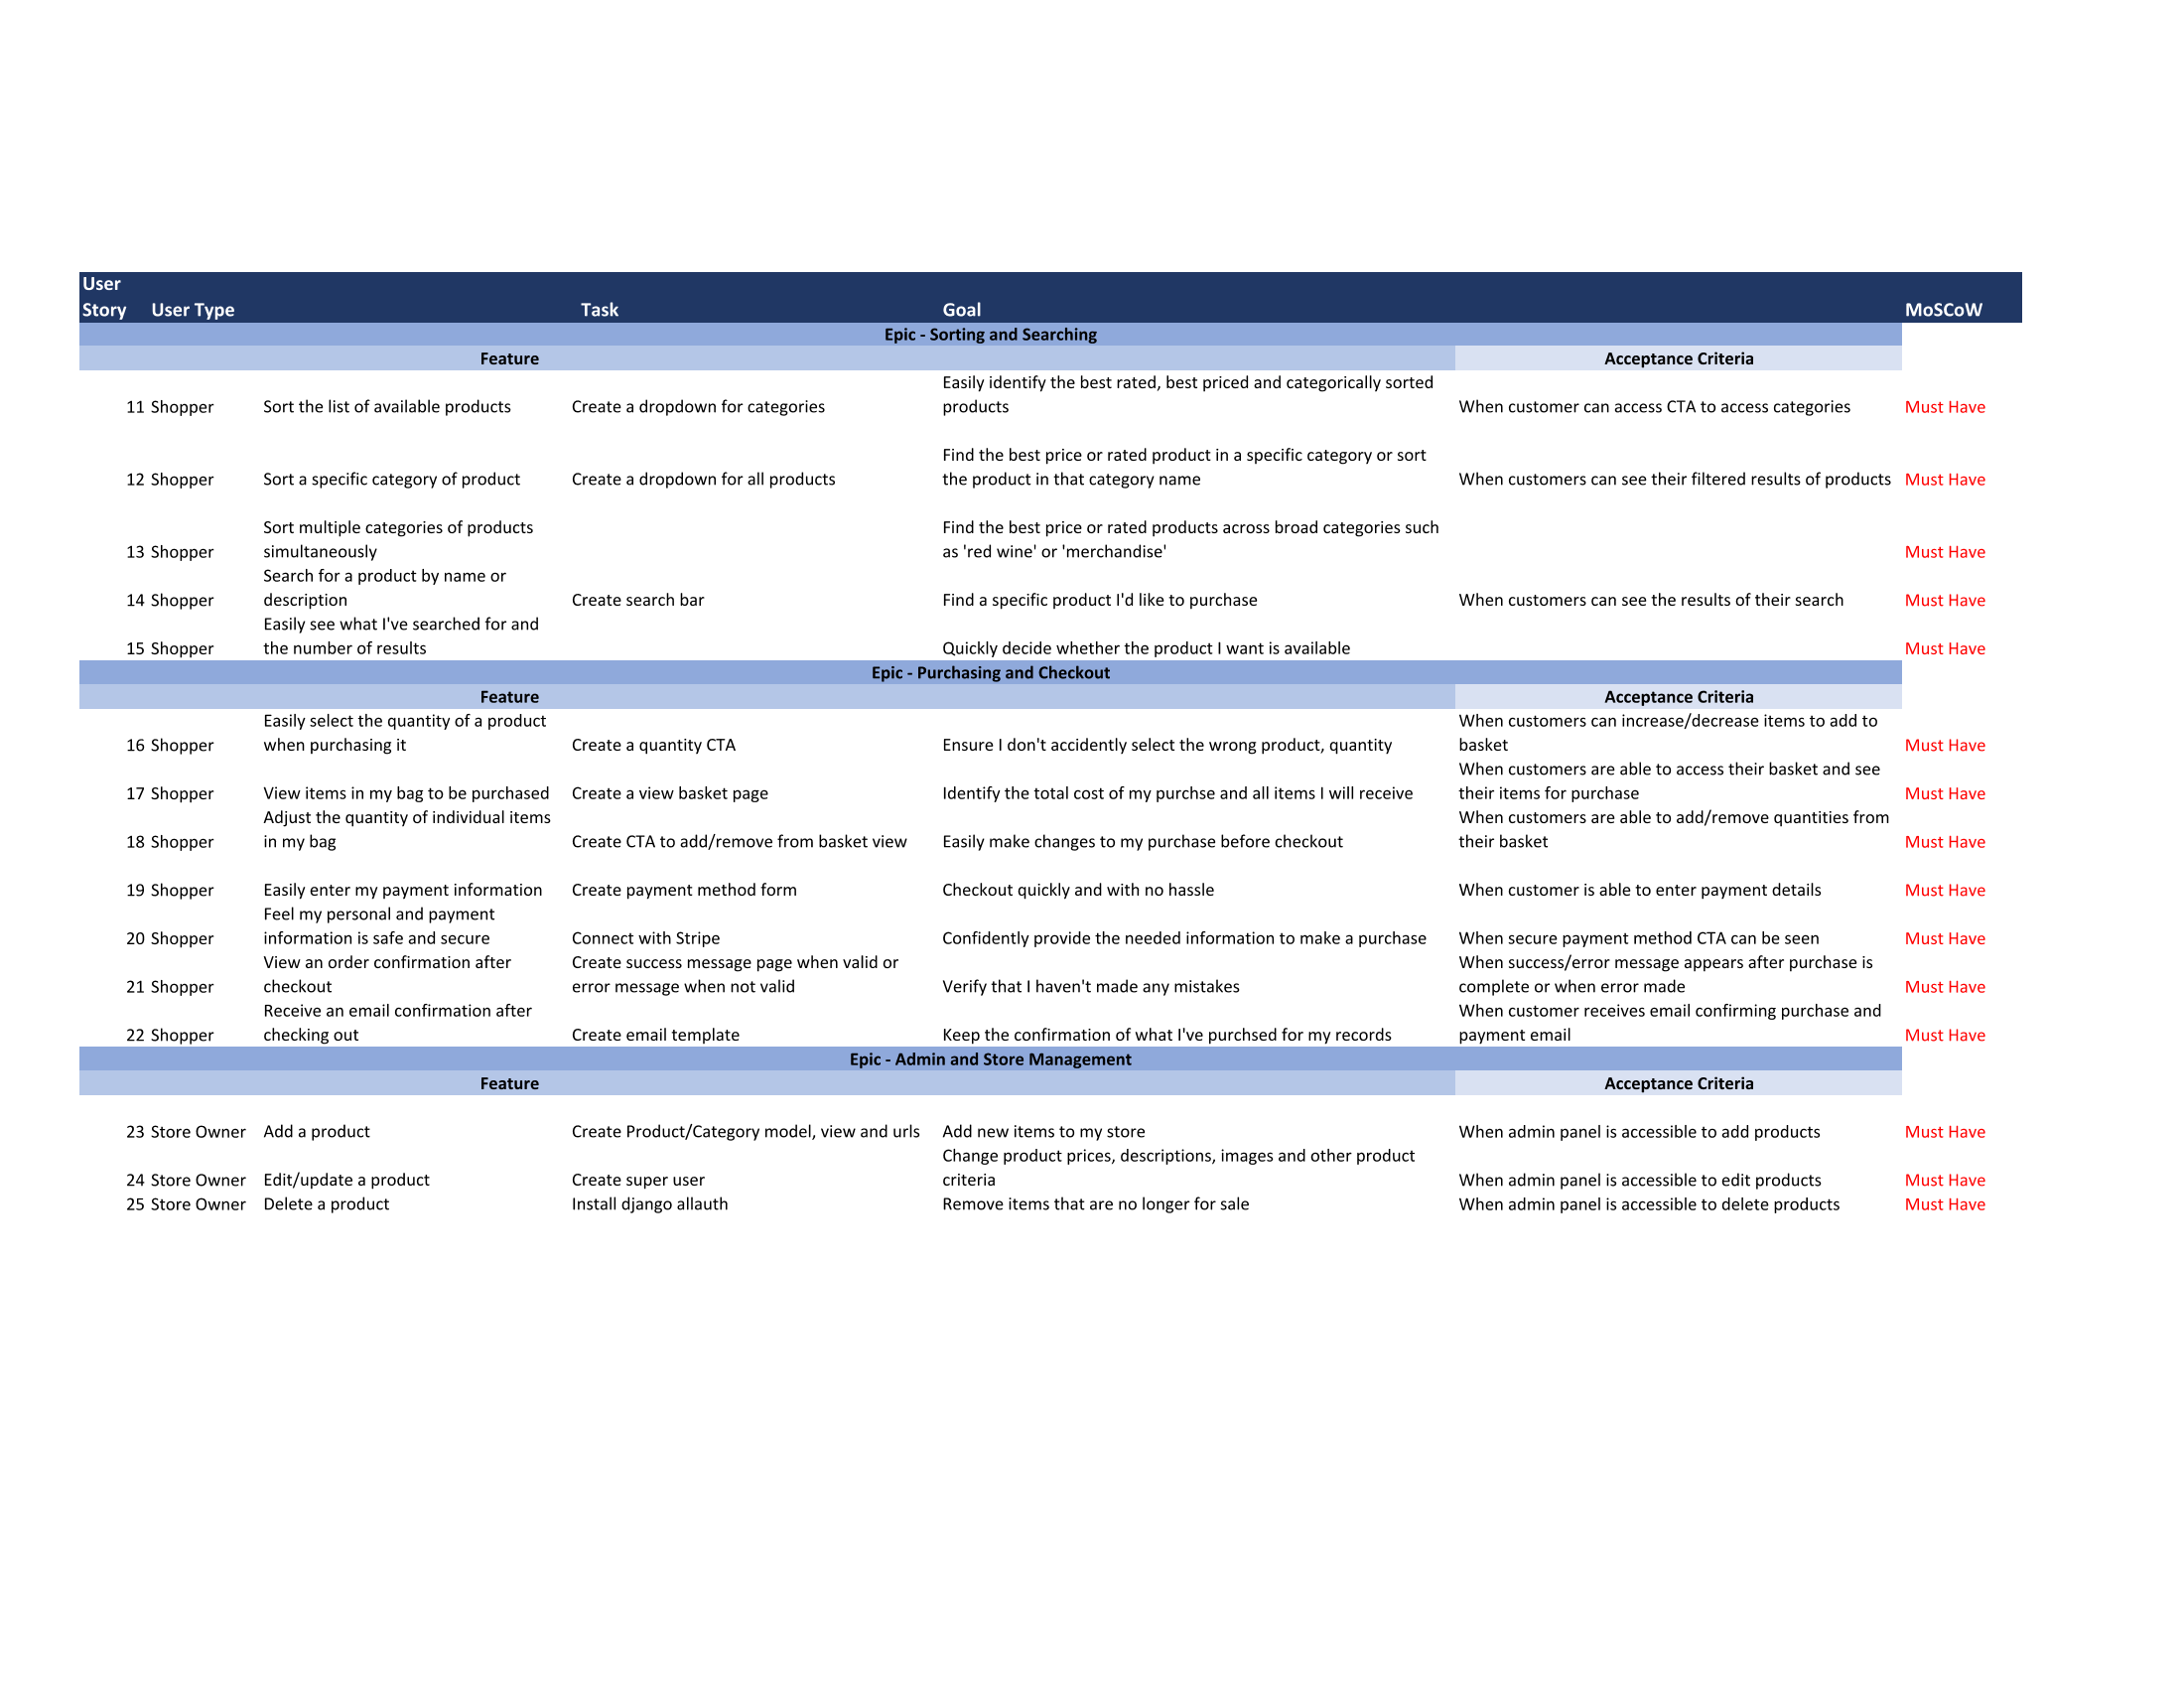 User
Story User Type Task Goal MoSCoW
Epic - Sorting and Searching
Feature Acceptance Criteria
Easily identify the best rated, best priced and categorically sorted
11 Shopper Sort the list of available products Create a dropdown for categories products When customer can access CTA to access categories Must Have
Find the best price or rated product in a specific category or sort
12 Shopper Sort a specific category of product Create a dropdown for all products the product in that category name When customers can see their filtered results of products Must Have
Sort multiple categories of products Find the best price or rated products across broad categories such
13 Shopper simultaneously as 'red wine' or 'merchandise' Must Have
Search for a product by name or
14 Shopper description Create search bar Find a specific product I'd like to purchase When customers can see the results of their search Must Have
Easily see what I've searched for and
15 Shopper the number of results Quickly decide whether the product I want is available Must Have
Epic - Purchasing and Checkout
Feature Acceptance Criteria
Easily select the quantity of a product When customers can increase/decrease items to add to
16 Shopper when purchasing it Create a quantity CTA Ensure I don't accidently select the wrong product, quantity basket Must Have
When customers are able to access their basket and see
17 Shopper View items in my bag to be purchased Create a view basket page Identify the total cost of my purchse and all items I will receive their items for purchase Must Have
Adjust the quantity of individual items When customers are able to add/remove quantities from
18 Shopper in my bag Create CTA to add/remove from basket view Easily make changes to my purchase before checkout their basket Must Have
19 Shopper Easily enter my payment information Create payment method form Checkout quickly and with no hassle When customer is able to enter payment details Must Have
Feel my personal and payment
20 Shopper information is safe and secure Connect with Stripe Confidently provide the needed information to make a purchase When secure payment method CTA can be seen Must Have
View an order confirmation after Create success message page when valid or When success/error message appears after purchase is
21 Shopper checkout error message when not valid Verify that I haven't made any mistakes complete or when error made Must Have
Receive an email confirmation after When customer receives email confirming purchase and
22 Shopper checking out Create email template Keep the confirmation of what I've purchsed for my records payment email Must Have
Epic - Admin and Store Management
Feature Acceptance Criteria
23 Store Owner Add a product Create Product/Category model, view and urls Add new items to my store When admin panel is accessible to add products Must Have
Change product prices, descriptions, images and other product
24 Store Owner Edit/update a product Create super user criteria When admin panel is accessible to edit products Must Have
25 Store Owner Delete a product Install django allauth Remove items that are no longer for sale When admin panel is accessible to delete products Must Have